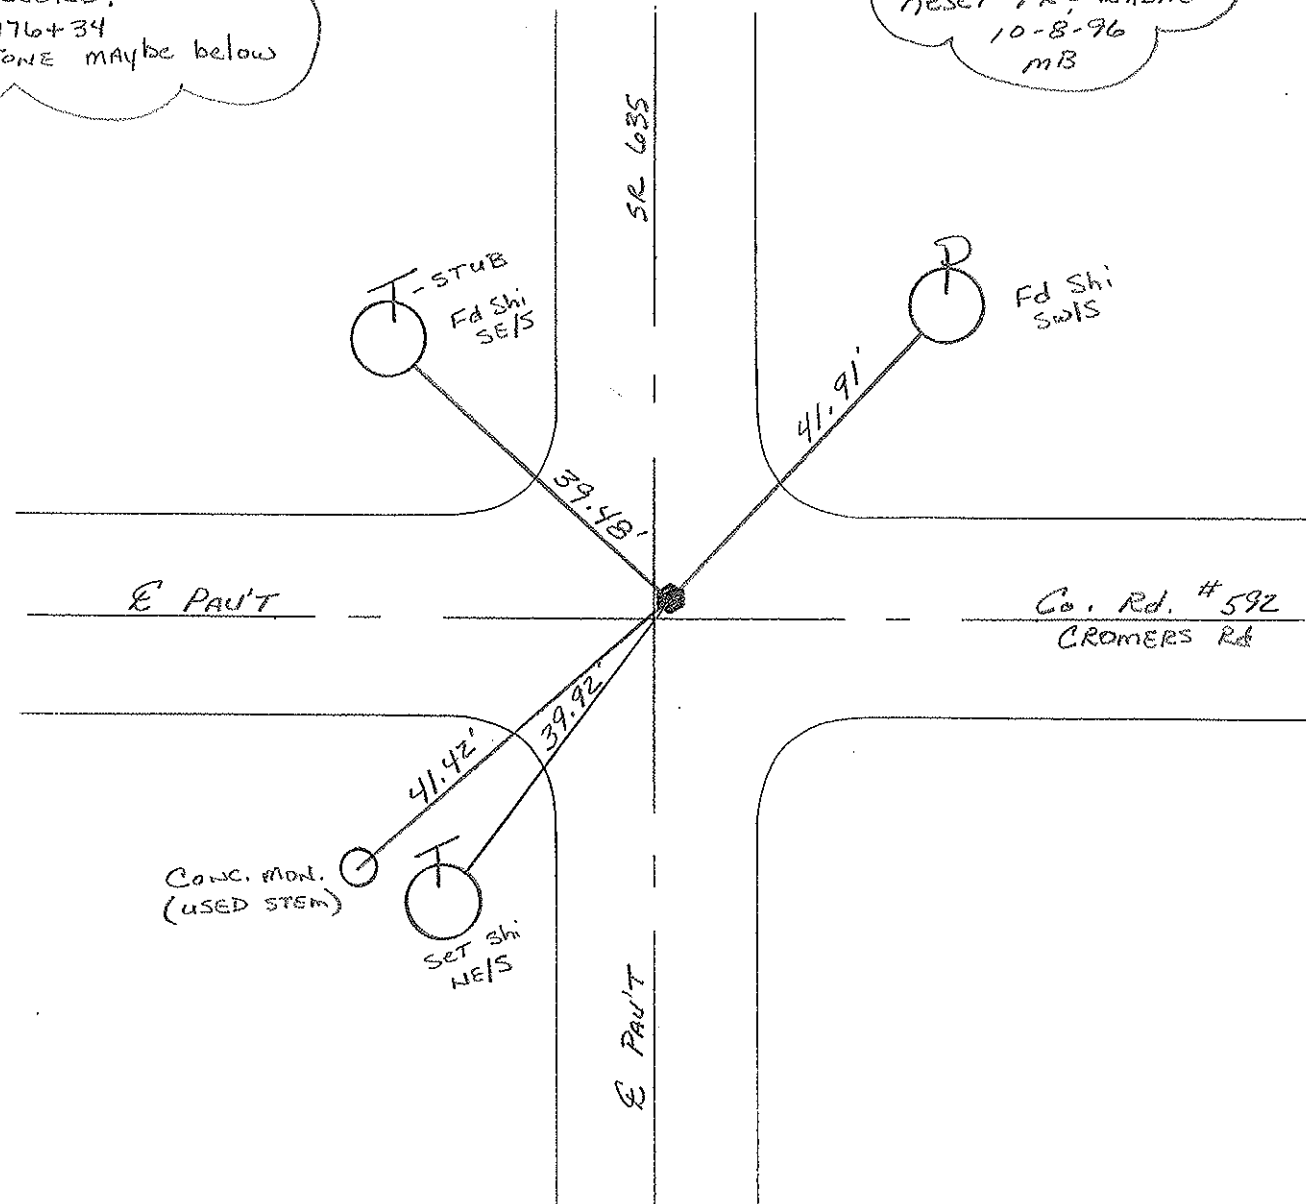 176+34
TONE MAYbe below
10-8-96
MB
SR 635
T - STUB
Fd Shi
SE/S
P
Fd Shi
SW/S
41.91'
39.48'
℄ PAV'T
Co. Rd. #592
CROMERS Rd
39.92'
41.42'
T
CONC. MON.
(USED STEM)
SET Shi
NE/S
℄ PAV'T